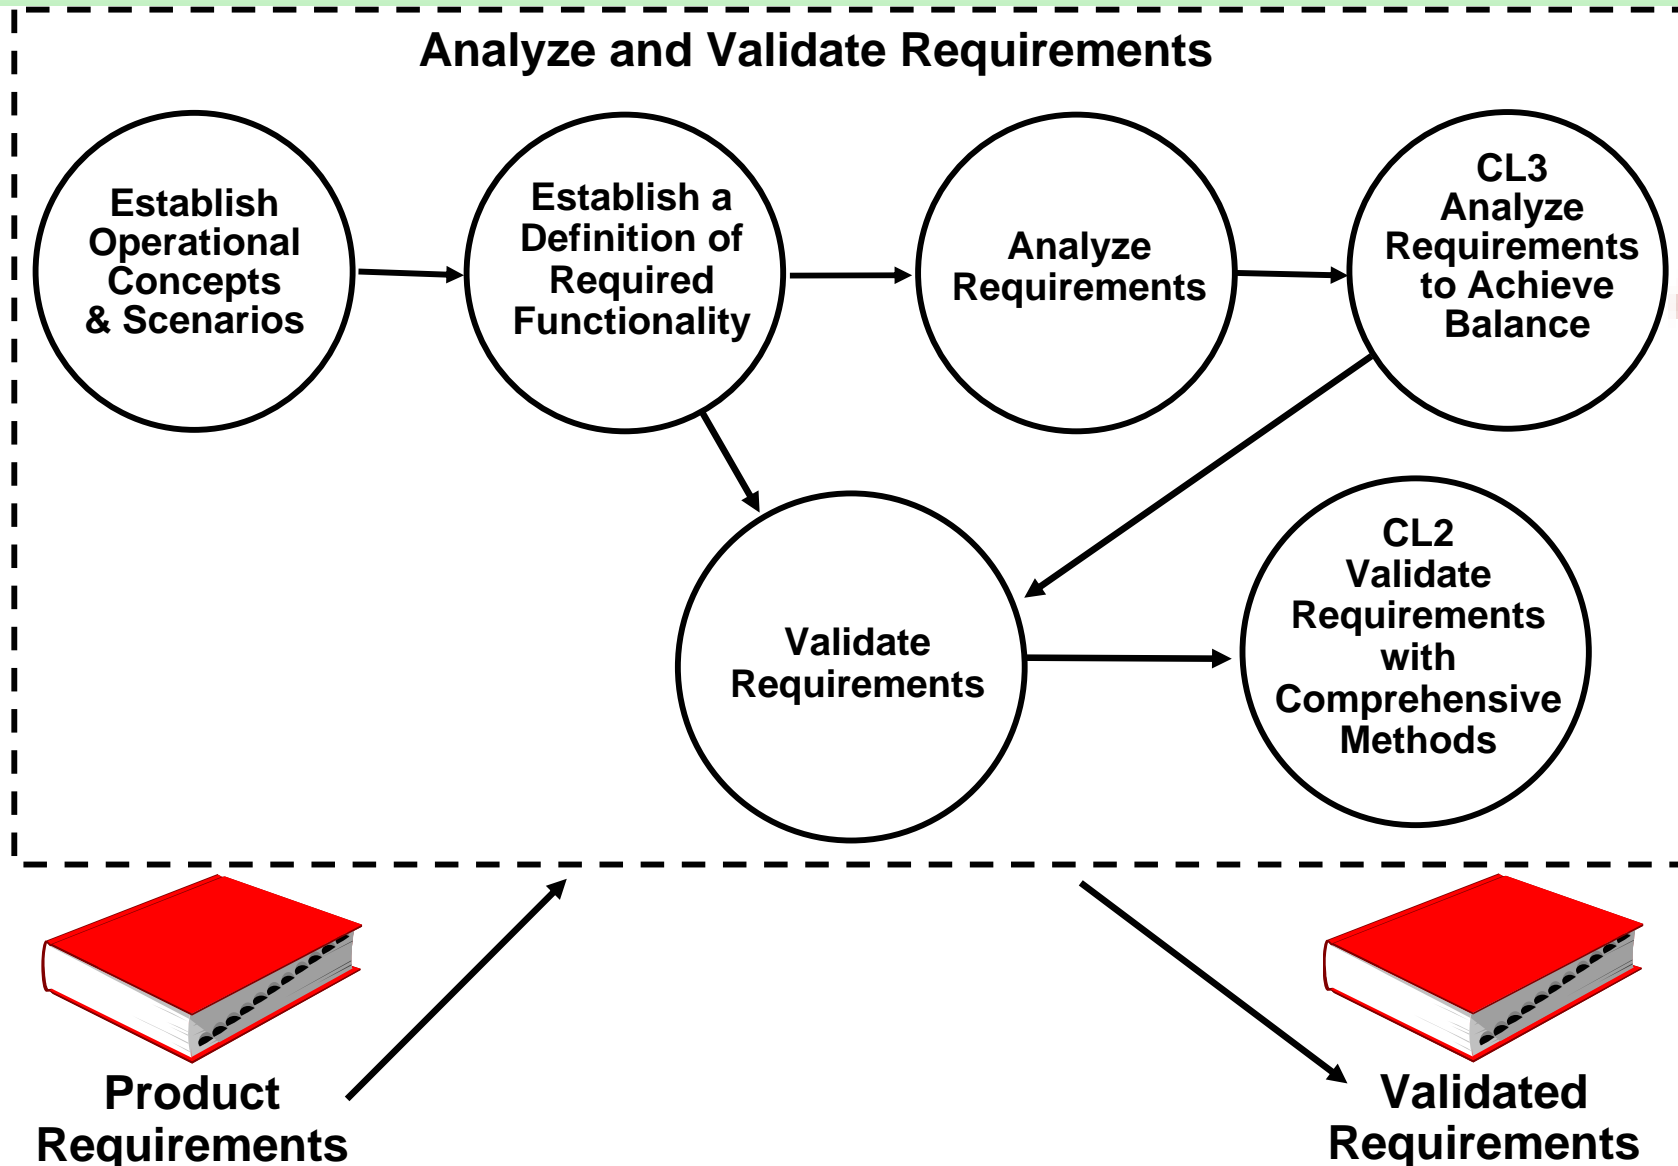 Analyze and Validate Requirements
Establish
Operational
Concepts
& Scenarios
Establish a
Definition of
Required
Functionality
Analyze
Requirements
CL3
Analyze
Requirements
to Achieve
Balance
Validate
Requirements
CL2
Validate
Requirements
with
Comprehensive
Methods
Product
Requirements
Validated
Requirements